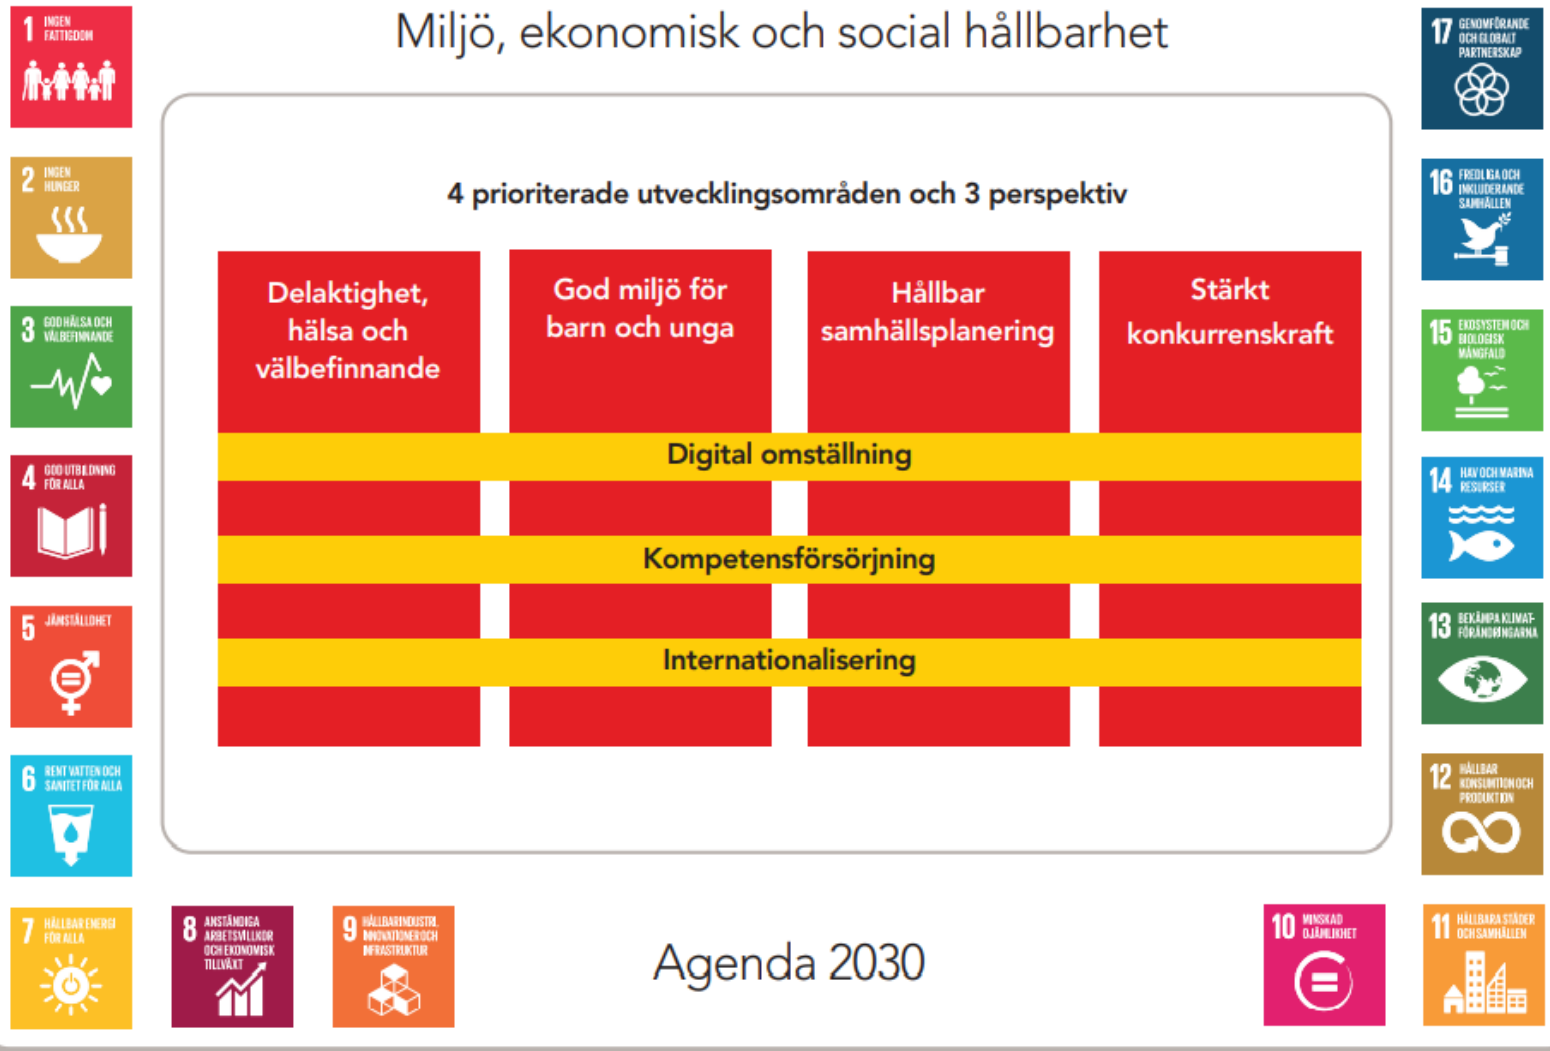 Miljö, ekonomisk och social hållbarhet
1 INGEN
FATTIGDOM
2 INGEN
HUNGER
3 GOD HÄLSA OCH
VÄLBEFINNANDE
4 GOD UTBILDNING
FÖR ALLA
5 JÄMSTÄLLDHET
6 RENT VATTEN OCH
SANITET FÖR ALLA
7 HÅLLBAR ENERGI
FÖR ALLA
8 ANSTÄNDIGA
ARBETSVILLKOR
OCH EKONOMISK
TILLVÄXT
9 HÅLLBAR INDUSTRI,
INNOVATIONER OCH
INFRASTRUKTUR
4 prioriterade utvecklingsområden och 3 perspektiv
Delaktighet,
hälsa och
välbefinnande
God miljö för
barn och unga
Hållbar
samhällsplanering
Stärkt
konkurrenskraft
Digital omställning
Kompetensförsörjning
Internationalisering
Agenda 2030
10 MINSKAD
OJÄMLIKHET
11 HÅLLBARA STÄDER
OCH SAMHÄLLEN
12 HÅLLBAR
KONSUMTION OCH
PRODUKTION
13 BEKÄMPA KLIMAT-
FÖRÄNDRINGARNA
14 HAV OCH MARINA
RESURSER
15 EKOSYSTEM OCH
BIOLOGISK
MÅNGFALD
16 FREDLIGA OCH
INKLUDERANDE
SAMHÄLLEN
17 GENOMFÖRANDE
OCH GLOBALT
PARTNERSKAP